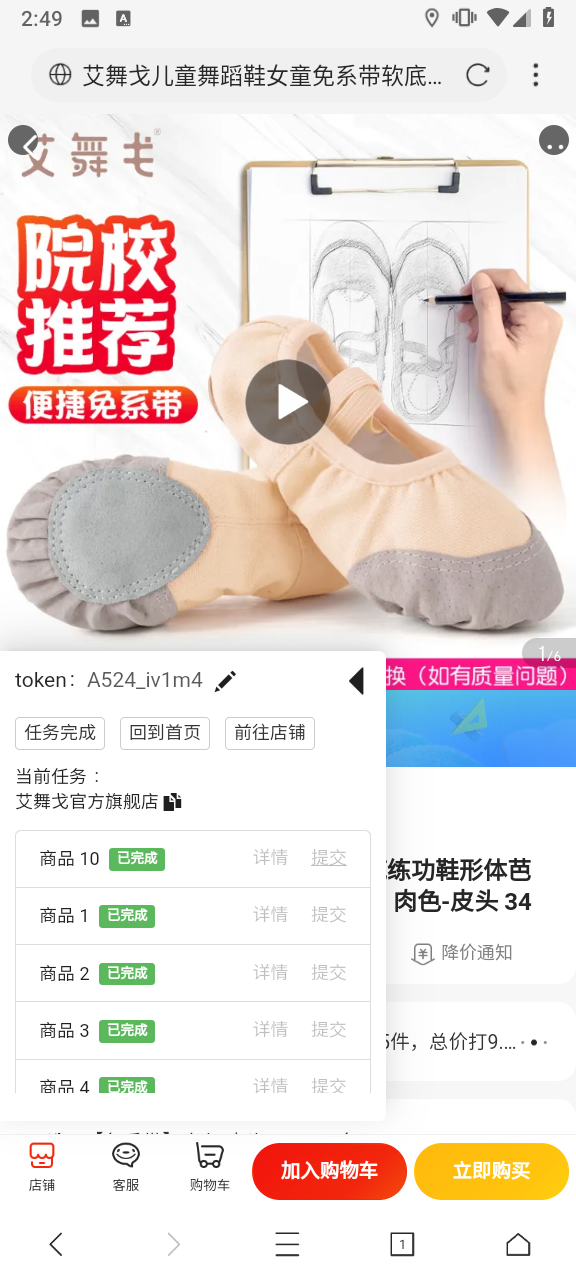 2:49
艾舞戈儿童舞蹈鞋女童免系带软底...
艾舞戈®
院校
推荐
便捷免系带
1/6
换（如有质量问题）
token: A524_iv1m4
任务完成 回到首页 前往店铺
当前任务：
艾舞戈官方旗舰店
商品 10 已完成 详情 提交
商品 1 已完成 详情 提交
商品 2 已完成 详情 提交
商品 3 已完成 详情 提交
商品 4 已完成 详情 提交
练功鞋形体芭
肉色-皮头 34
降价通知
5件，总价打9....
店铺 客服 购物车 加入购物车 立即购买
1